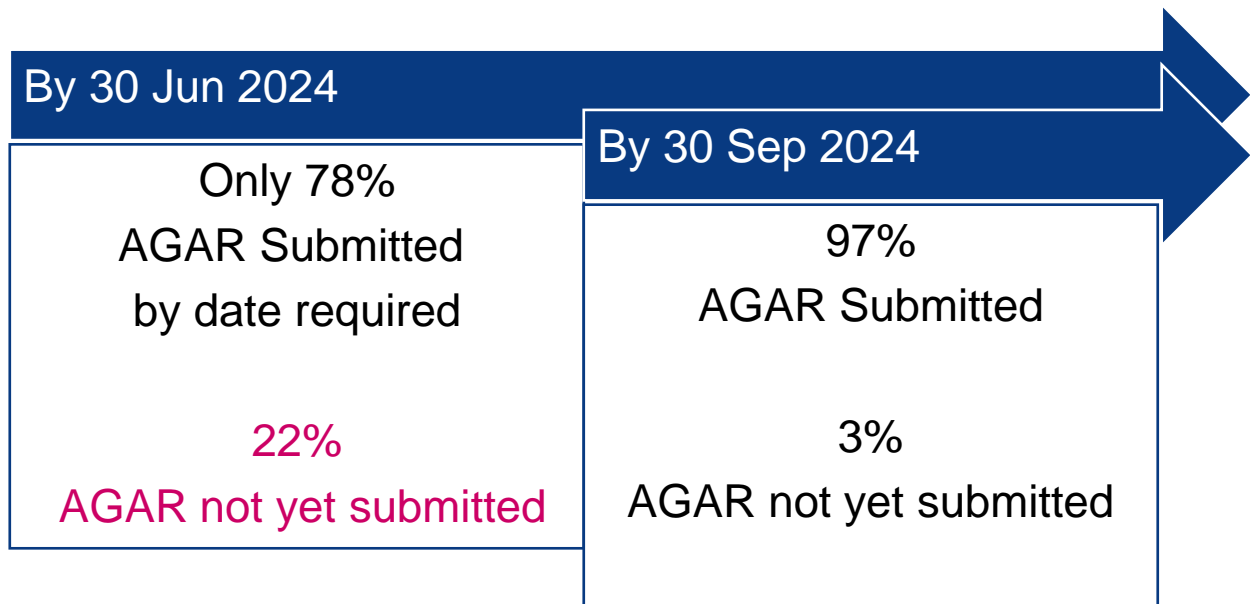 By 30 Jun 2024
Only 78%
AGAR Submitted
by date required
22%
AGAR not yet submitted
By 30 Sep 2024
97%
AGAR Submitted
3%
AGAR not yet submitted